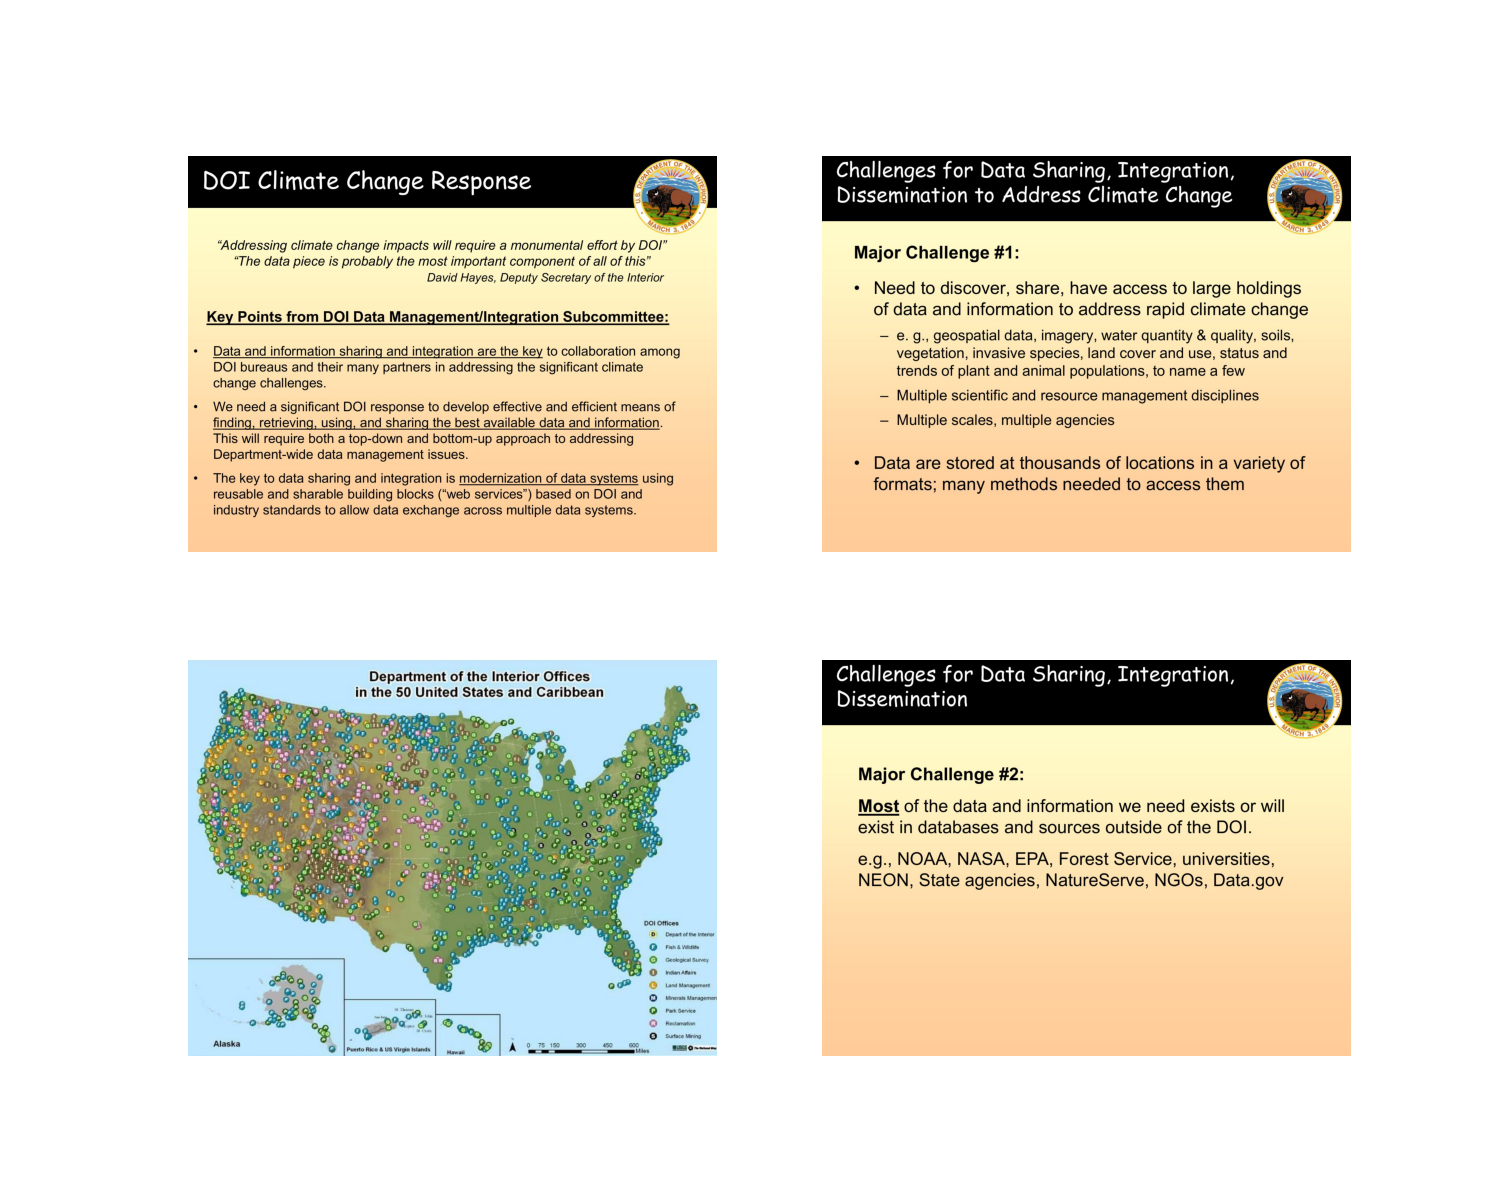 DOI Climate Change Response
U.S. DEPARTMENT OF THE INTERIOR
MARCH 3, 1849
“Addressing climate change impacts will require a monumental effort by DOI”
“The data piece is probably the most important component of all of this”
David Hayes, Deputy Secretary of the Interior
Key Points from DOI Data Management/Integration Subcommittee:
• Data and information sharing and integration are the key to collaboration among
DOI bureaus and their many partners in addressing the significant climate
change challenges.
• We need a significant DOI response to develop effective and efficient means of
finding, retrieving, using, and sharing the best available data and information.
This will require both a top-down and bottom-up approach to addressing
Department-wide data management issues.
• The key to data sharing and integration is modernization of data systems using
reusable and sharable building blocks (“web services”) based on DOI and
industry standards to allow data exchange across multiple data systems.
Challenges for Data Sharing, Integration,
Dissemination to Address Climate Change
U.S. DEPARTMENT OF THE INTERIOR
MARCH 3, 1849
Major Challenge #1:
• Need to discover, share, have access to large holdings
of data and information to address rapid climate change
– e. g., geospatial data, imagery, water quantity & quality, soils,
vegetation, invasive species, land cover and use, status and
trends of plant and animal populations, to name a few
– Multiple scientific and resource management disciplines
– Multiple scales, multiple agencies
• Data are stored at thousands of locations in a variety of
formats; many methods needed to access them
Department of the Interior Offices
in the 50 United States and Caribbean
DOI Offices
D Depart of the Interior
F Fish & Wildlife
G Geological Survey
I Indian Affairs
L Land Management
M Minerals Managemen
P Park Service
R Reclamation
S Surface Mining
Alaska
Puerto Rico & US Virgin Islands
Hawaii
0 75 150 300 450 600
Miles
Challenges for Data Sharing, Integration,
Dissemination
U.S. DEPARTMENT OF THE INTERIOR
MARCH 3, 1849
Major Challenge #2:
Most of the data and information we need exists or will
exist in databases and sources outside of the DOI.
e.g., NOAA, NASA, EPA, Forest Service, universities,
NEON, State agencies, NatureServe, NGOs, Data.gov